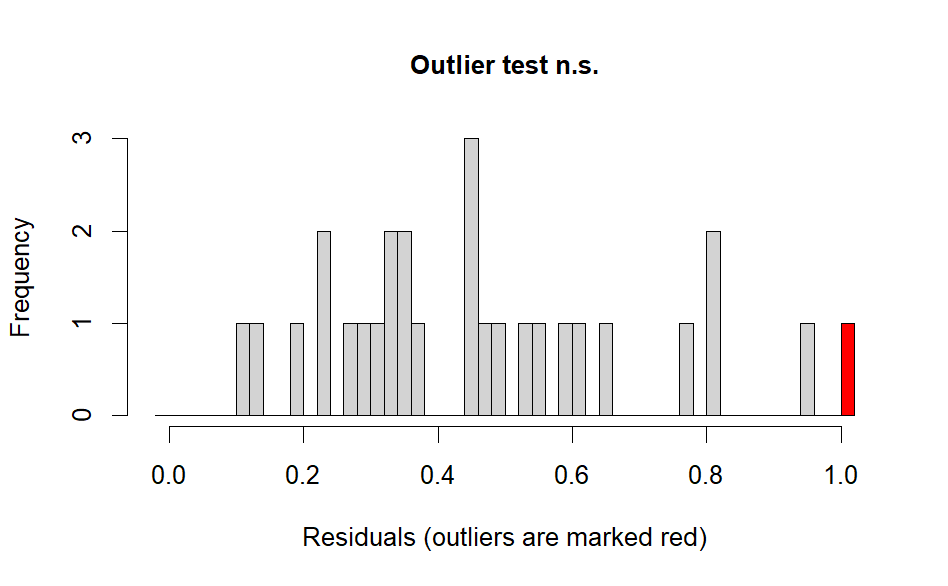 Outlier test n.s.
Frequency
3
2
1
0
0.0 0.2 0.4 0.6 0.8 1.0
Residuals (outliers are marked red)